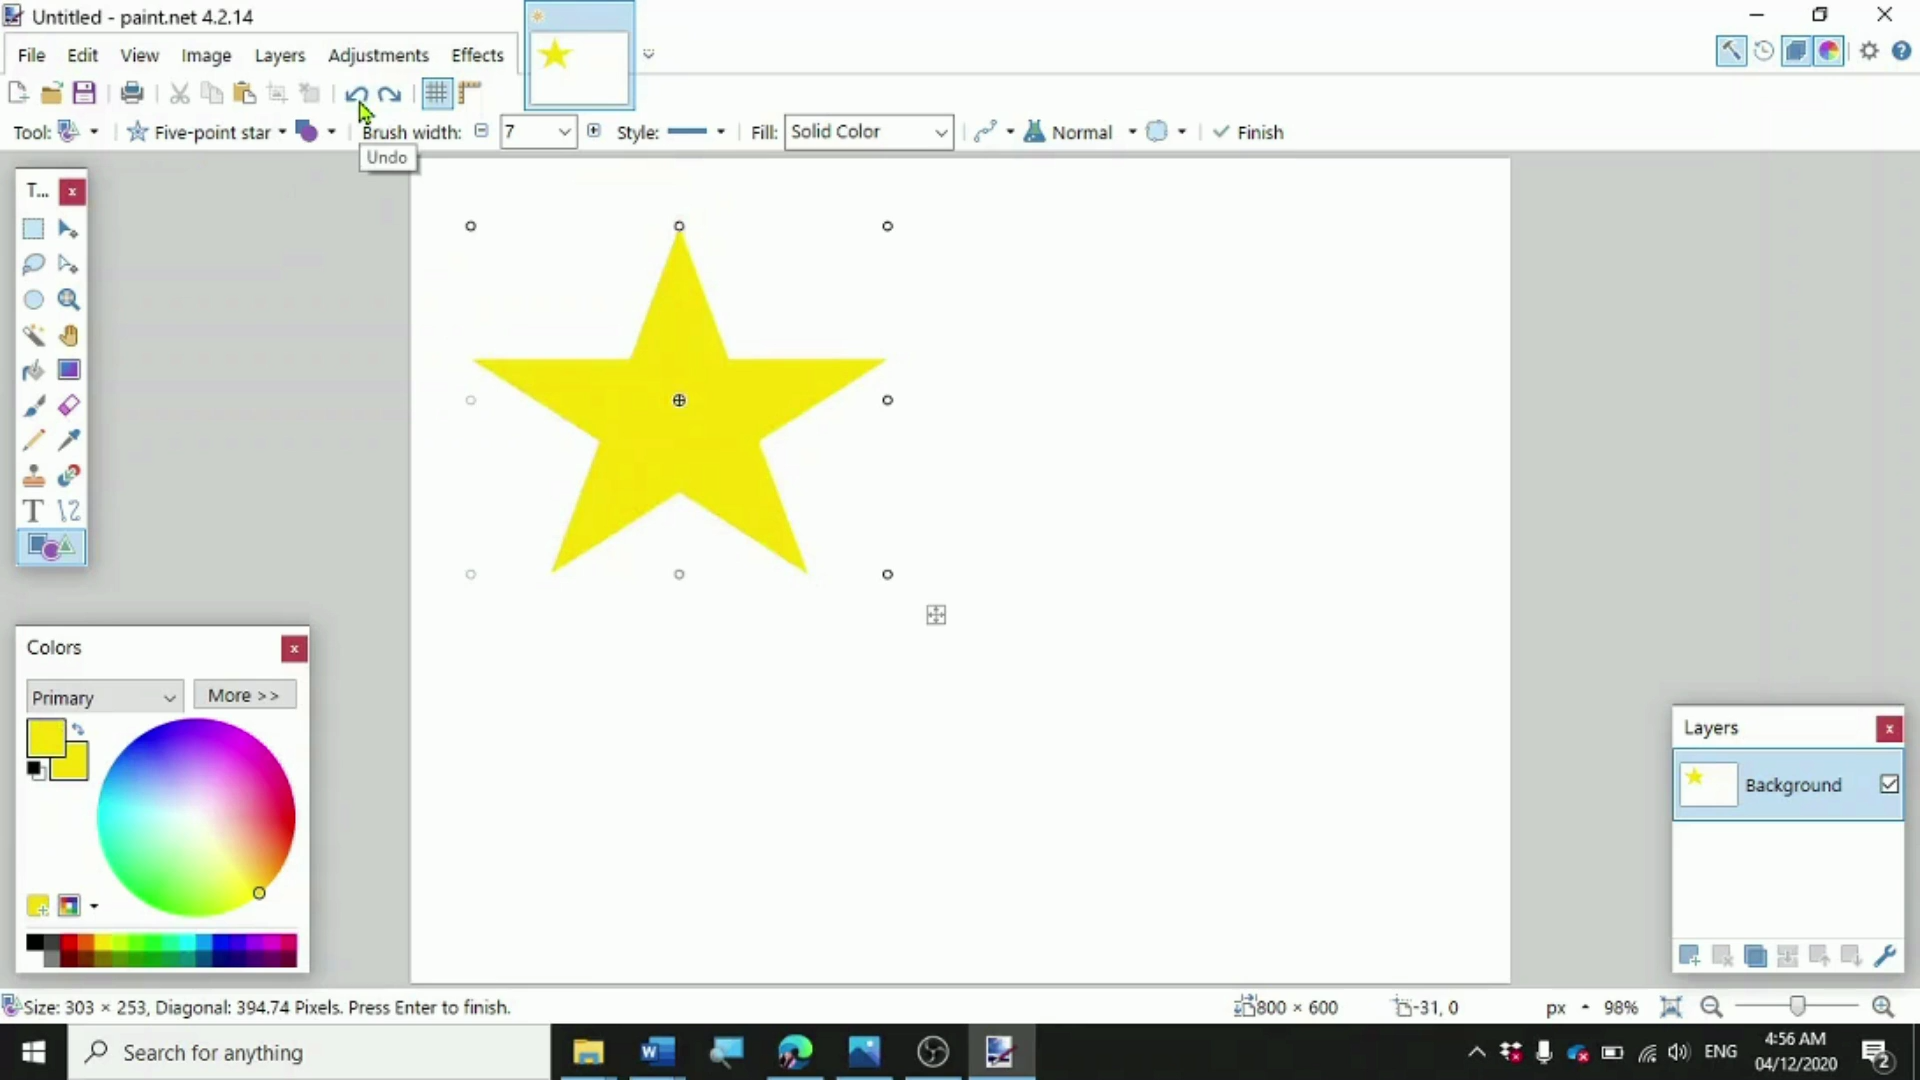 Untitled - paint.net 4.2.14
File Edit View Image Layers Adjustments Effects
Tool: Five-point star Brush width: 7 Style: Fill: Solid Color Normal Finish
Undo
T...
Colors
Primary More >>
Layers
Background
Size: 303 × 253, Diagonal: 394.74 Pixels. Press Enter to finish. 800 × 600 -31, 0 px 98%
Search for anything
ENG
4:56 AM
04/12/2020
2